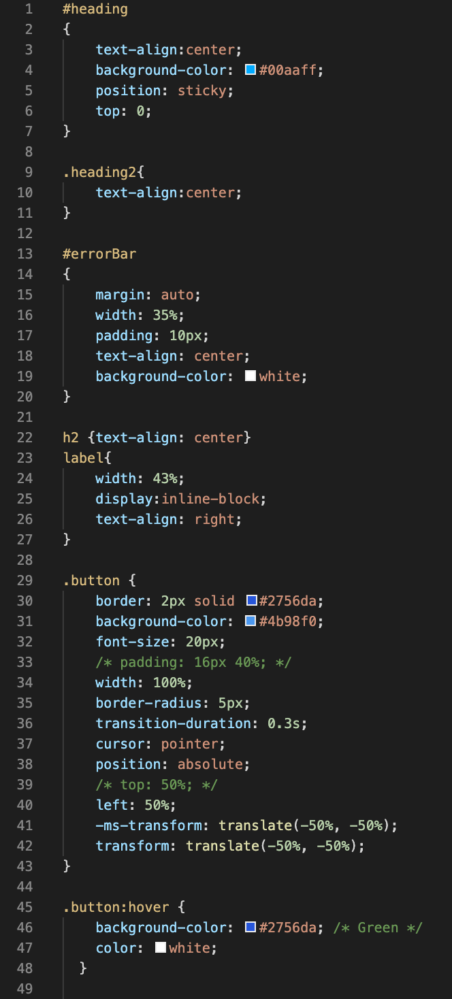 1 #heading
2 {
3 text-align:center;
4 background-color: #00aaff;
5 position: sticky;
6 top: 0;
7 }
8
9 .heading2{
10 text-align:center;
11 }
12
13 #errorBar
14 {
15 margin: auto;
16 width: 35%;
17 padding: 10px;
18 text-align: center;
19 background-color: white;
20 }
21
22 h2 {text-align: center}
23 label{
24 width: 43%;
25 display:inline-block;
26 text-align: right;
27 }
28
29 .button {
30 border: 2px solid #2756da;
31 background-color: #4b98f0;
32 font-size: 20px;
33 /* padding: 16px 40%; */
34 width: 100%;
35 border-radius: 5px;
36 transition-duration: 0.3s;
37 cursor: pointer;
38 position: absolute;
39 /* top: 50%; */
40 left: 50%;
41 -ms-transform: translate(-50%, -50%);
42 transform: translate(-50%, -50%);
43 }
44
45 .button:hover {
46 background-color: #2756da; /* Green */
47 color: white;
48 }
49